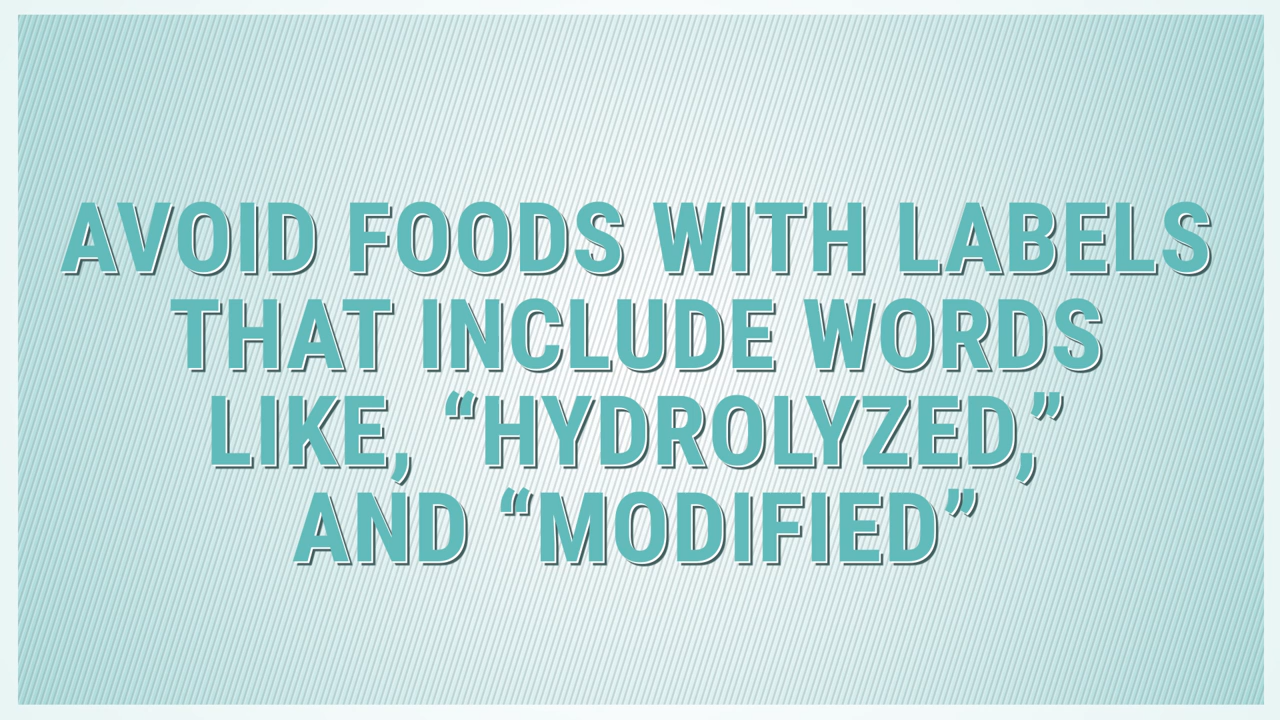 AVOID FOODS WITH LABELS
THAT INCLUDE WORDS
LIKE, “HYDROLYZED,”
AND “MODIFIED”